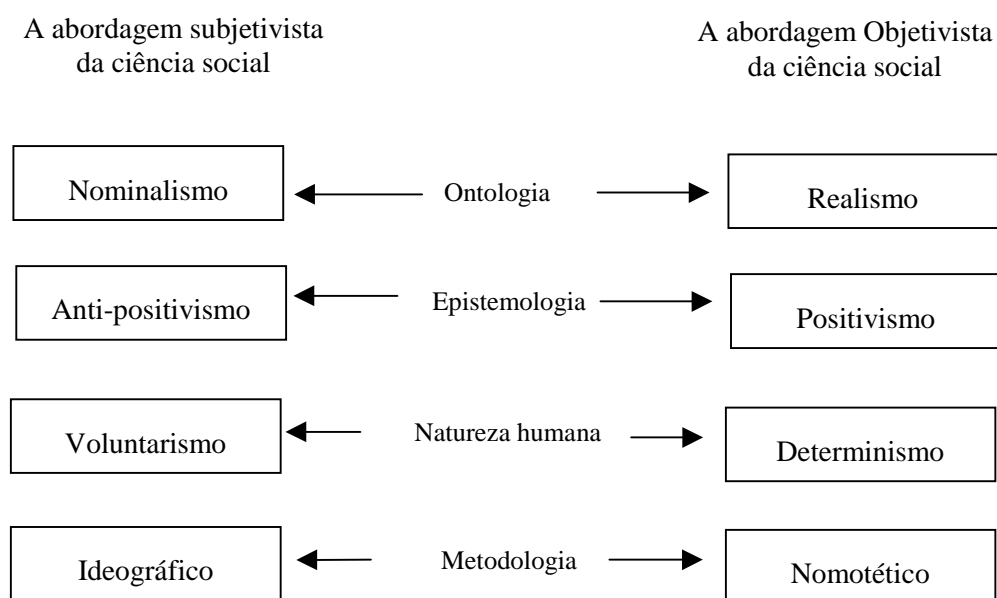 A abordagem subjetivista
da ciência social
A abordagem Objetivista
da ciência social
Nominalismo
Ontologia
Realismo
Anti-positivismo
Epistemologia
Positivismo
Voluntarismo
Natureza humana
Determinismo
Ideográfico
Metodologia
Nomotético